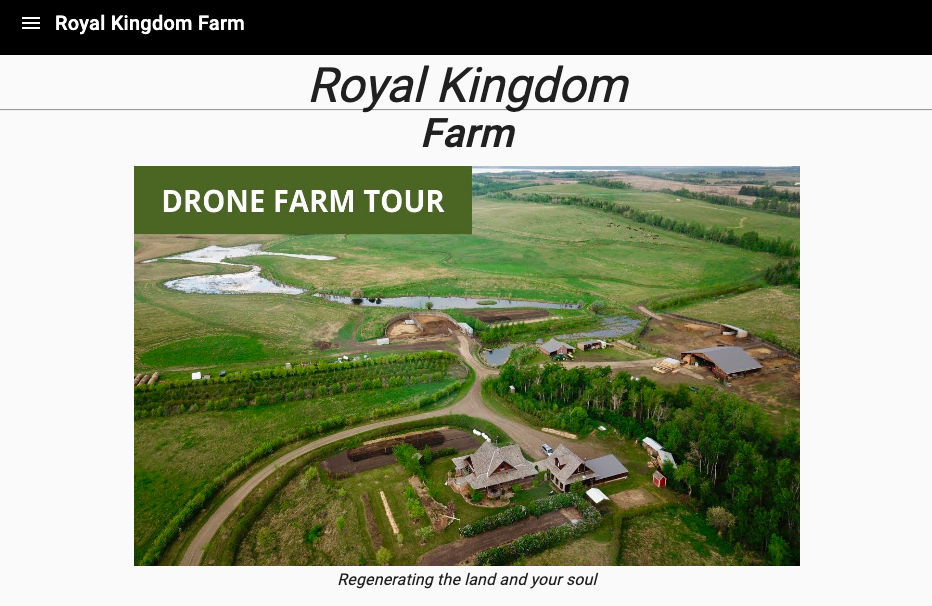 Royal Kingdom Farm
Royal Kingdom
Farm
DRONE FARM TOUR
Regenerating the land and your soul